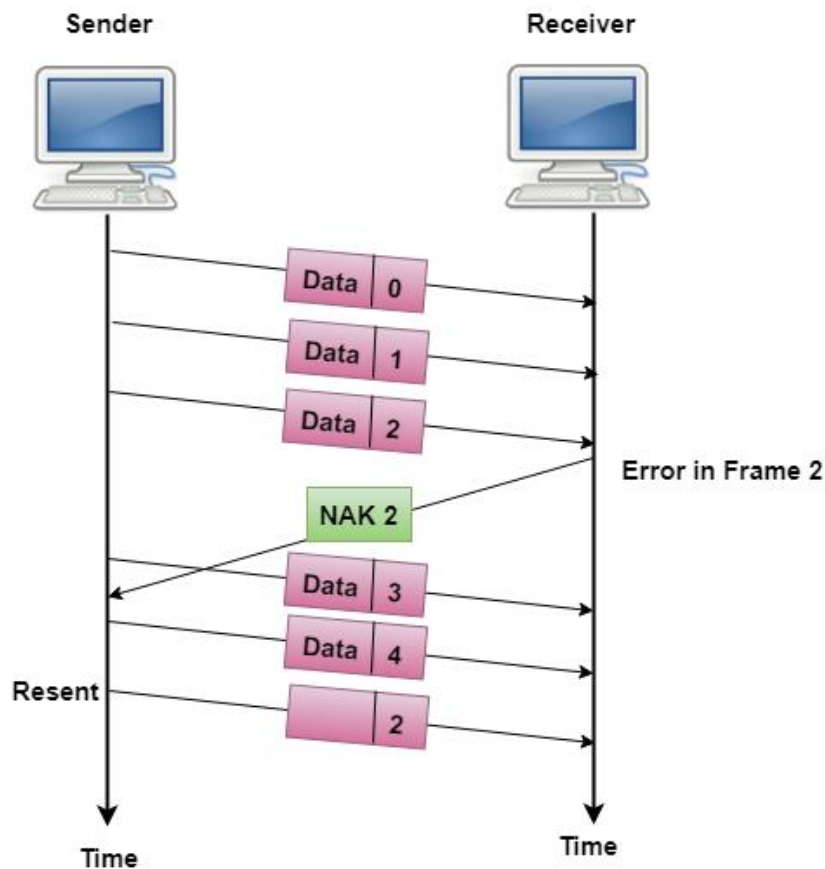 Sender
Receiver
Data 0
Data 1
Data 2
Error in Frame 2
NAK 2
Data 3
Data 4
Resent
2
Time
Time